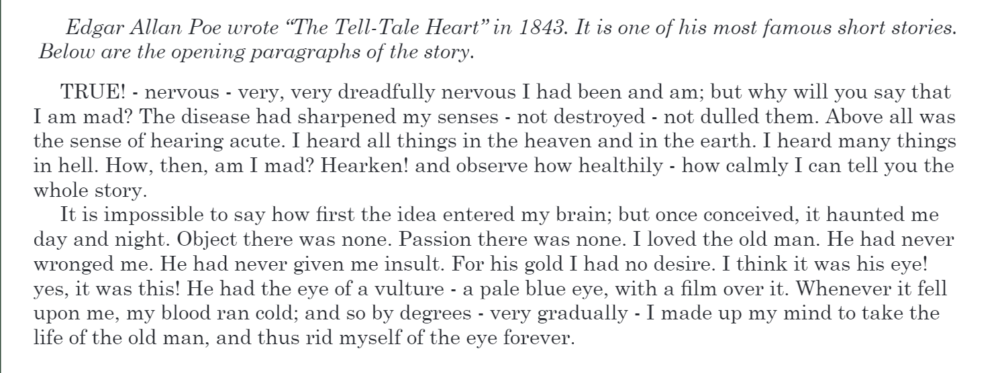 Edgar Allan Poe wrote “The Tell-Tale Heart” in 1843. It is one of his most famous short stories.
Below are the opening paragraphs of the story.
TRUE! - nervous - very, very dreadfully nervous I had been and am; but why will you say that
I am mad? The disease had sharpened my senses - not destroyed - not dulled them. Above all was
the sense of hearing acute. I heard all things in the heaven and in the earth. I heard many things
in hell. How, then, am I mad? Hearken! and observe how healthily - how calmly I can tell you the
whole story.
It is impossible to say how first the idea entered my brain; but once conceived, it haunted me
day and night. Object there was none. Passion there was none. I loved the old man. He had never
wronged me. He had never given me insult. For his gold I had no desire. I think it was his eye!
yes, it was this! He had the eye of a vulture - a pale blue eye, with a film over it. Whenever it fell
upon me, my blood ran cold; and so by degrees - very gradually - I made up my mind to take the
life of the old man, and thus rid myself of the eye forever.